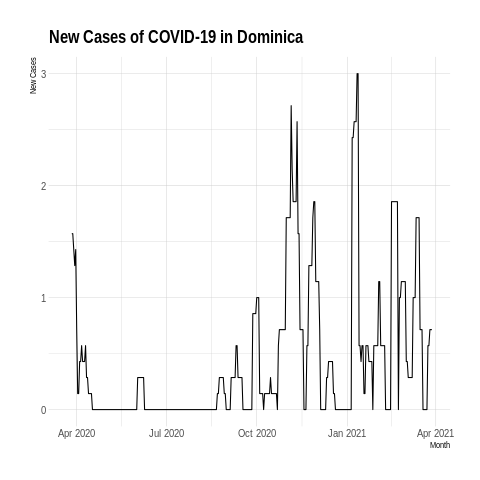 New Cases of COVID-19 in Dominica
New Cases
3
2
1
0
Apr 2020 Jul 2020 Oct 2020 Jan 2021 Apr 2021
Month